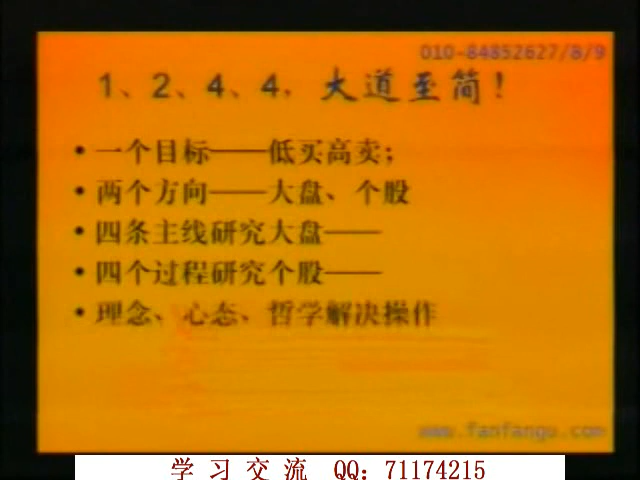 010-84852627/8/9
1、2、4、4，大道至简！
• 一个目标——低买高卖；
• 两个方向——大盘、个股
• 四条主线研究大盘——
• 四个过程研究个股——
• 理念、心态、哲学解决操作
www.fanfango.com
学 习 交 流 QQ：71174215